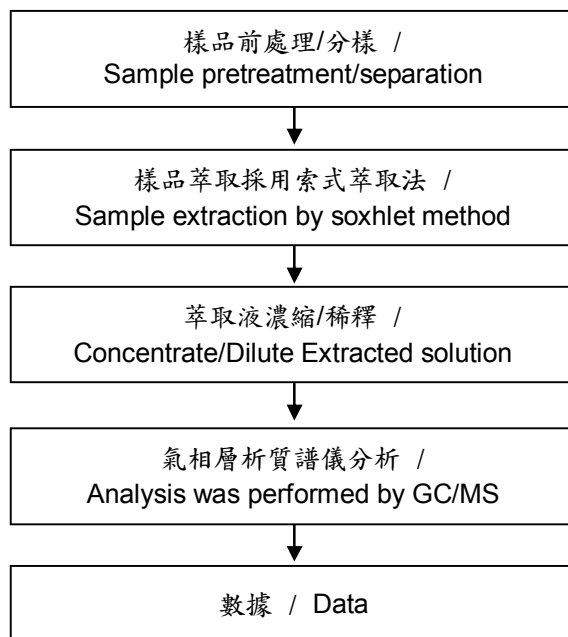 樣品前處理/分樣 /
Sample pretreatment/separation
樣品萃取採用索式萃取法 /
Sample extraction by soxhlet method
萃取液濃縮/稀釋 /
Concentrate/Dilute Extracted solution
氣相層析質譜儀分析 /
Analysis was performed by GC/MS
數據 / Data